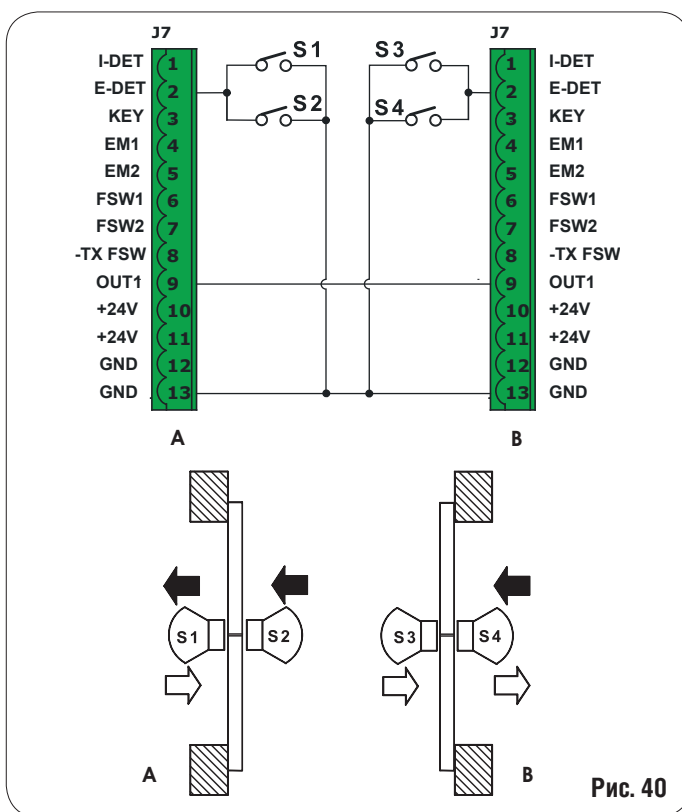 J7 J7
I-DET 1 S1 S3 1 I-DET
E-DET 2 2 E-DET
KEY 3 S2 S4 3 KEY
EM1 4 4 EM1
EM2 5 5 EM2
FSW1 6 6 FSW1
FSW2 7 7 FSW2
-TX FSW 8 8 -TX FSW
OUT1 9 9 OUT1
+24V 10 10 +24V
+24V 11 11 +24V
GND 12 12 GND
GND 13 13 GND
A B
S1 S2 S3 S4
A B
Рис. 40